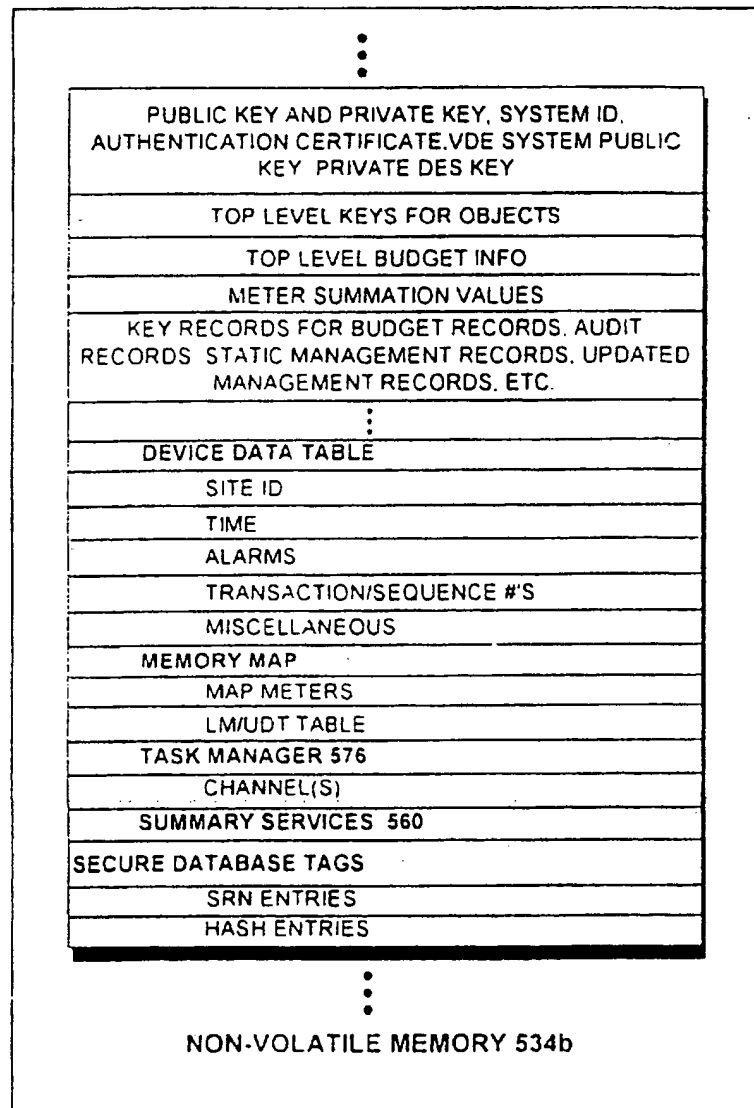 PUBLIC KEY AND PRIVATE KEY, SYSTEM ID,
AUTHENTICATION CERTIFICATE.VDE SYSTEM PUBLIC
KEY PRIVATE DES KEY
TOP LEVEL KEYS FOR OBJECTS
TOP LEVEL BUDGET INFO
METER SUMMATION VALUES
KEY RECORDS FOR BUDGET RECORDS, AUDIT
RECORDS STATIC MANAGEMENT RECORDS, UPDATED
MANAGEMENT RECORDS, ETC.
DEVICE DATA TABLE
SITE ID
TIME
ALARMS
TRANSACTION/SEQUENCE #'S
MISCELLANEOUS
MEMORY MAP
MAP METERS
LM/UDT TABLE
TASK MANAGER 576
CHANNEL(S)
SUMMARY SERVICES 560
SECURE DATABASE TAGS
SRN ENTRIES
HASH ENTRIES
NON-VOLATILE MEMORY 534b